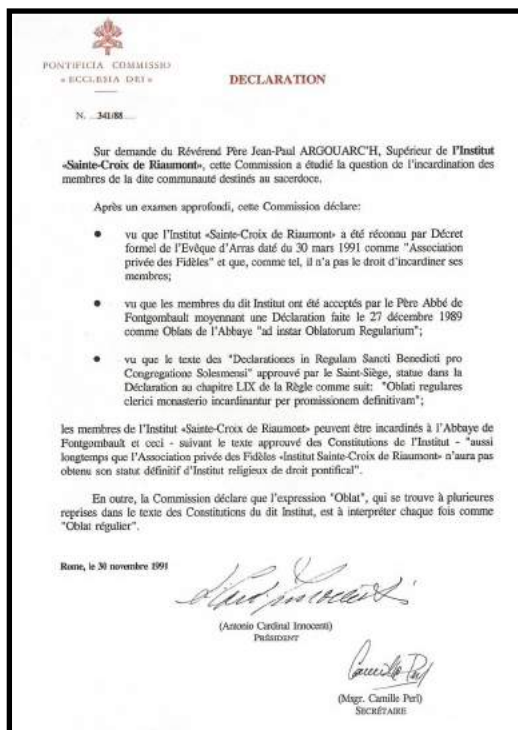 PONTIFICIA COMMISSIO
« ECCLESIA DEI »
DECLARATION
N. 341/88
Sur demande du Révérend Père Jean-Paul ARGOUARC'H, Supérieur de l'Institut
«Sainte-Croix de Riaumont», cette Commission a étudié la question de l'incardination des
membres de la dite communauté destinés au sacerdoce.
Après un examen approfondi, cette Commission déclare:
• vu que l'Institut «Sainte-Croix de Riaumont» a été réconnu par Décret
formel de l'Evêque d'Arras daté du 30 mars 1991 comme "Association
privée des Fidèles" et que, comme tel, il n'a pas le droit d'incardiner ses
membres;
• vu que les membres du dit Institut ont été acceptés par le Père Abbé de
Fontgombault moyennant une Déclaration faite le 27 décembre 1989
comme Oblats de l'Abbaye "ad instar Oblatorum Regularium";
• vu que le texte des "Declarationes in Regulam Sancti Benedicti pro
Congregatione Solesmensi" approuvé par le Saint-Siège, statue dans la
Déclaration au chapitre LIX de la Règle comme suit: "Oblati regulares
clerici monasterio incardinantur per promissionem definitivam";
les membres de l'Institut «Sainte-Croix de Riaumont» peuvent être incardinés à l'Abbaye de
Fontgombault et ceci - suivant le texte approuvé des Constitutions de l'Institut - "aussi
longtemps que l'Association privée des Fidèles «Institut Sainte-Croix de Riaumont» n'aura pas
obtenu son statut définitif d'Institut religieux de droit pontifical".
En outre, la Commission déclare que l'expression "Oblat", qui se trouve à plurieures
reprises dans le texte des Constitutions du dit Institut, est à interpréter chaque fois comme
"Oblat régulier".
Rome, le 30 novembre 1991
(Antonio Cardinal Innocenti)
PRÉSIDENT
Camille Perl
(Msgr. Camille Perl)
SECRÉTAIRE